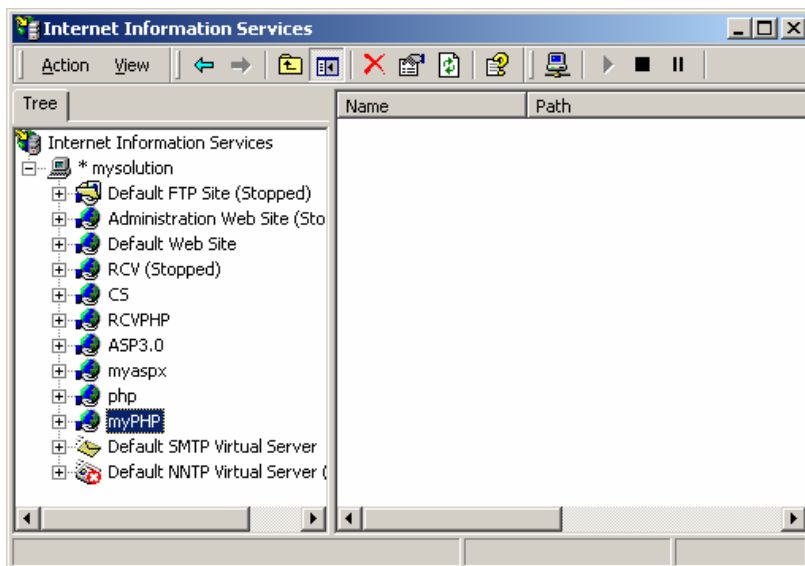 Internet Information Services
Action View
Tree
Name Path
Internet Information Services
* mysolution
Default FTP Site (Stopped)
Administration Web Site (Sto
Default Web Site
RCV (Stopped)
CS
RCVPHP
ASP3.0
myaspx
php
myPHP
Default SMTP Virtual Server
Default NNTP Virtual Server (